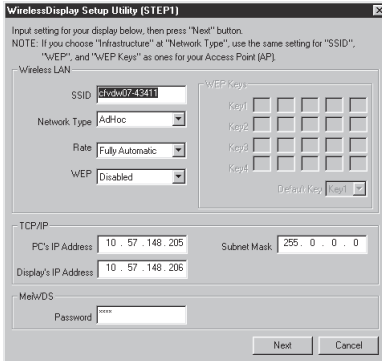 WirelessDisplay Setup Utility (STEP1)
Input setting for your display below, then press "Next" button.
NOTE: If you choose "Infrastructure" at "Network Type", use the same setting for "SSID",
"WEP", and "WEP Keys" as ones for your Access Point (AP).
Wireless LAN
SSID cfvdw07-43411
Network Type AdHoc
Rate Fully Automatic
WEP Disabled
WEP Keys
Key1
Key2
Key3
Key4
Default Key Key1
TCP/IP
PC's IP Address 10 . 57 . 148 . 205
Subnet Mask 255 . 0 . 0 . 0
Display's IP Address 10 . 57 . 148 . 206
MeiWDS
Password ****
Next Cancel